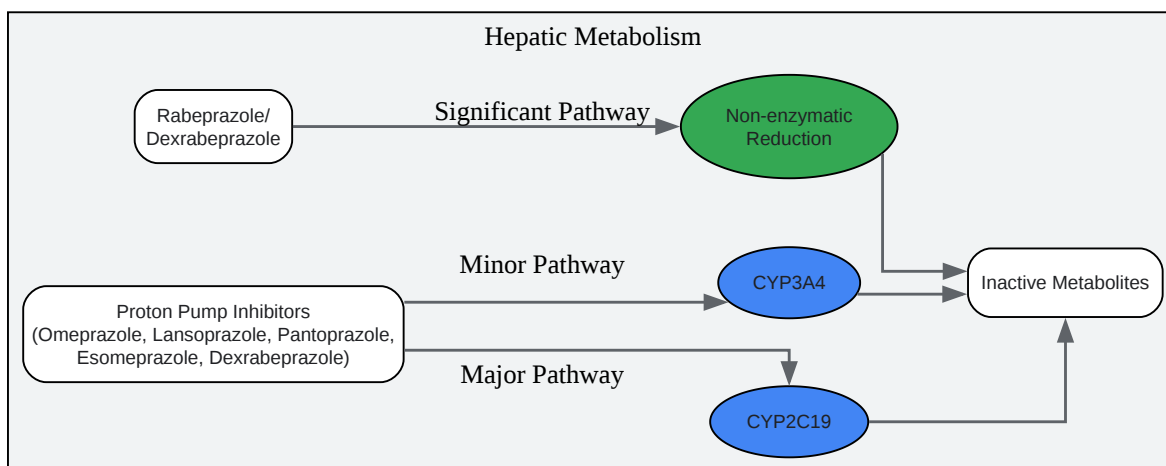 Hepatic Metabolism
Rabeprazole/
Dexrabeprazole
Significant Pathway
Non-enzymatic
Reduction
Minor Pathway
CYP3A4
Inactive Metabolites
Proton Pump Inhibitors
(Omeprazole, Lansoprazole, Pantoprazole,
Esomeprazole, Dexrabeprazole)
Major Pathway
CYP2C19